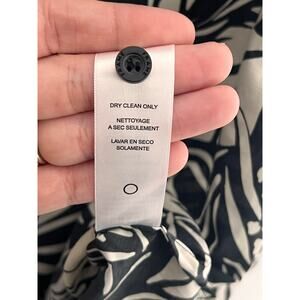 DRY CLEAN ONLY
NETTOYAGE
A SEC SEULEMENT
LAVAR EN SECO
SOLAMENTE